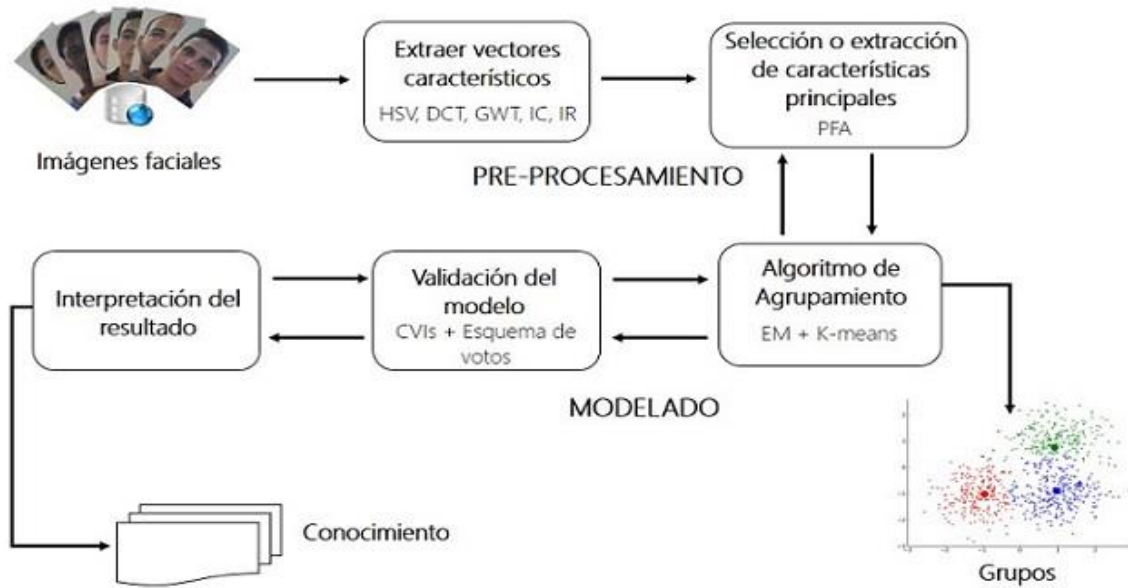 Imágenes faciales
Extraer vectores
característicos
HSV, DCT, GWT, IC, IR
Selección o extracción
de características
principales
PFA
PRE-PROCESAMIENTO
Interpretación del
resultado
Validación del
modelo
CVIs + Esquema de
votos
Algoritmo de
Agrupamiento
EM + K-means
MODELADO
Conocimiento
Grupos